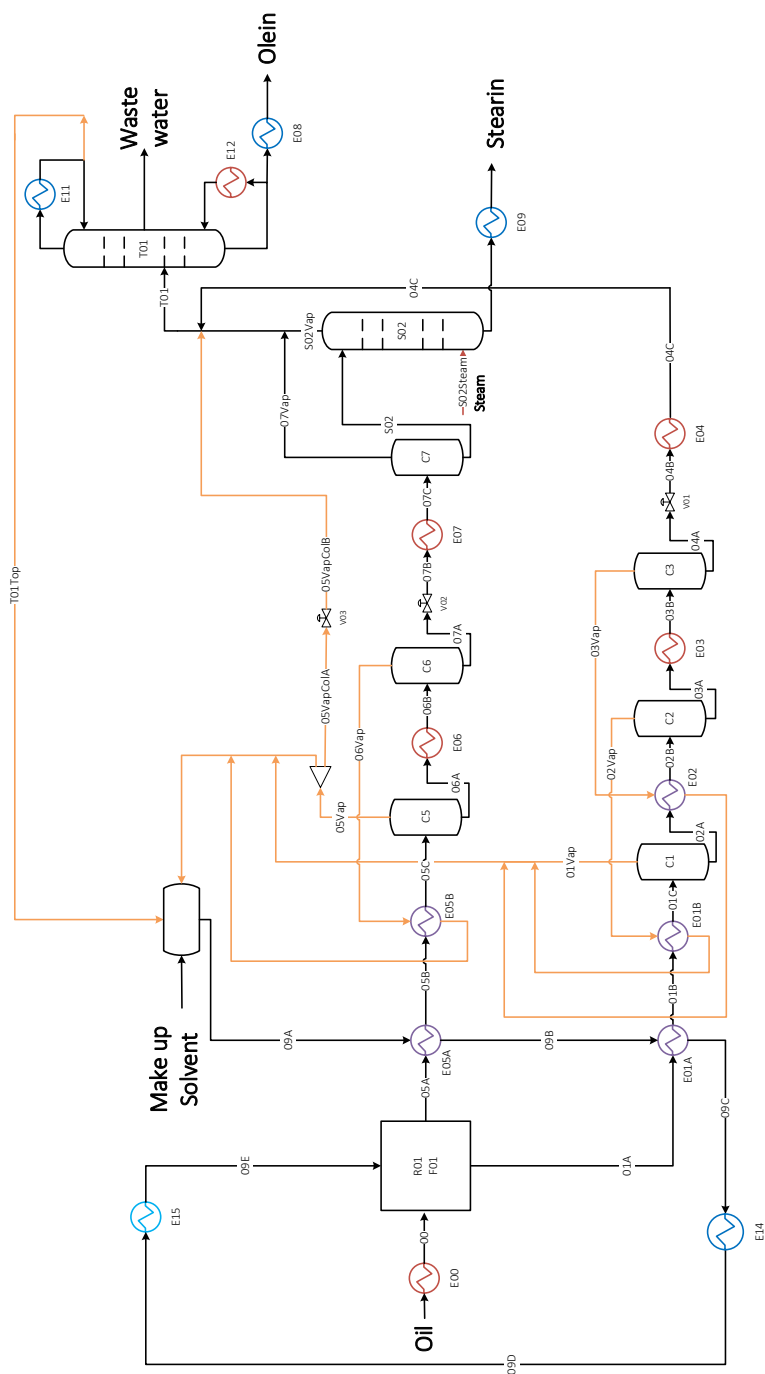 Olein
Waste
water
E08
E12
E11
T01
T01
Stearin
E09
04C
S02Vap
S02
S02Steam
Steam
07Vap
S02
C7
04C
E04
04B
V01
04A
C3
03B
03Vap
E03
03A
C2
02Vap
02B
E02
02A
C1
01Vap
01C
E01B
01B
E01A
07C
E07
07B
V02
07A
C6
06Vap
06B
E06
06A
C5
05Vap
05C
E05B
05B
E05A
05A
05VapColB
V03
05VapColA
T01Top
Make up
Solvent
09A
09B
09C
09E
R01
F01
01A
E15
E14
00
E00
Oil
09D